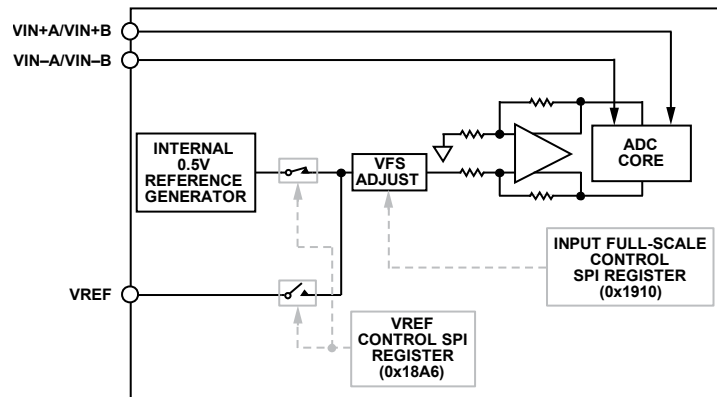 VIN+A/VIN+B
VIN–A/VIN–B
INTERNAL
0.5V
REFERENCE
GENERATOR
VFS
ADJUST
ADC
CORE
INPUT FULL-SCALE
CONTROL
SPI REGISTER
(0x1910)
VREF
VREF
CONTROL SPI
REGISTER
(0x18A6)